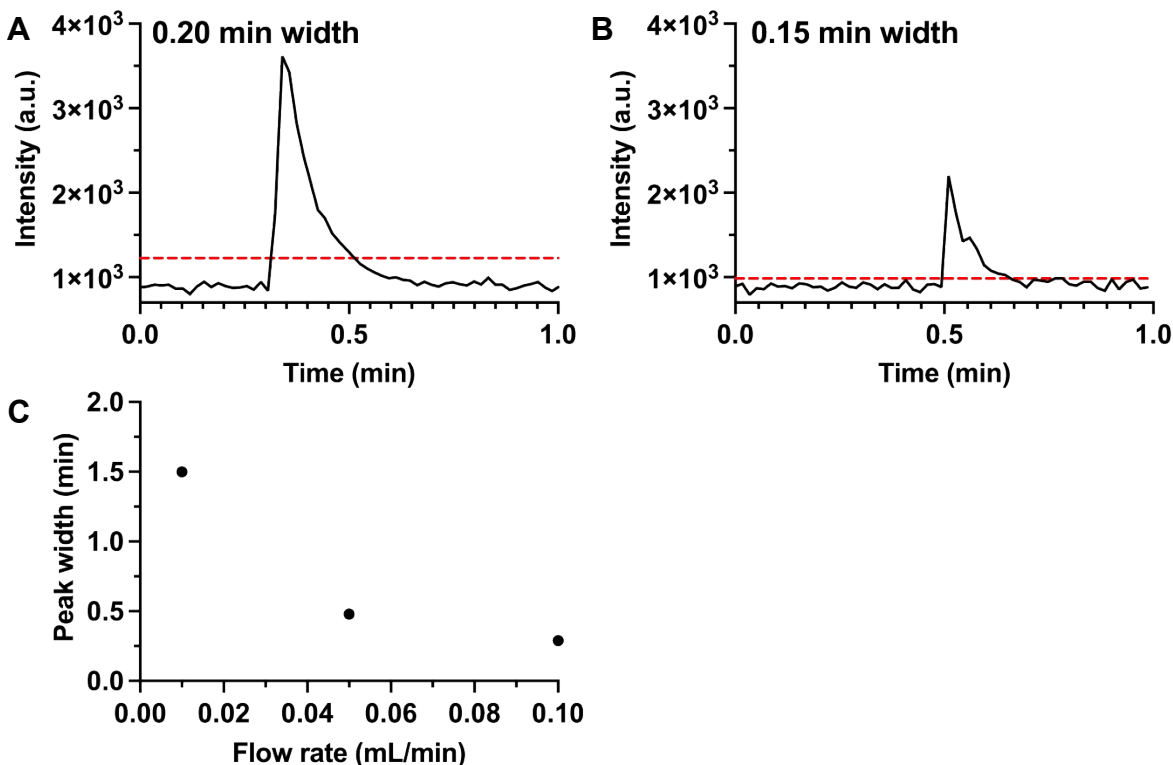 A
0.20 min width
Intensity (a.u.)
4×10³
3×10³
2×10³
1×10³
0.0
0.5
1.0
Time (min)
B
0.15 min width
Intensity (a.u.)
4×10³
3×10³
2×10³
1×10³
0.0
0.5
1.0
Time (min)
C
Peak width (min)
2.0
1.5
1.0
0.5
0.0
0.00
0.02
0.04
0.06
0.08
0.10
Flow rate (mL/min)